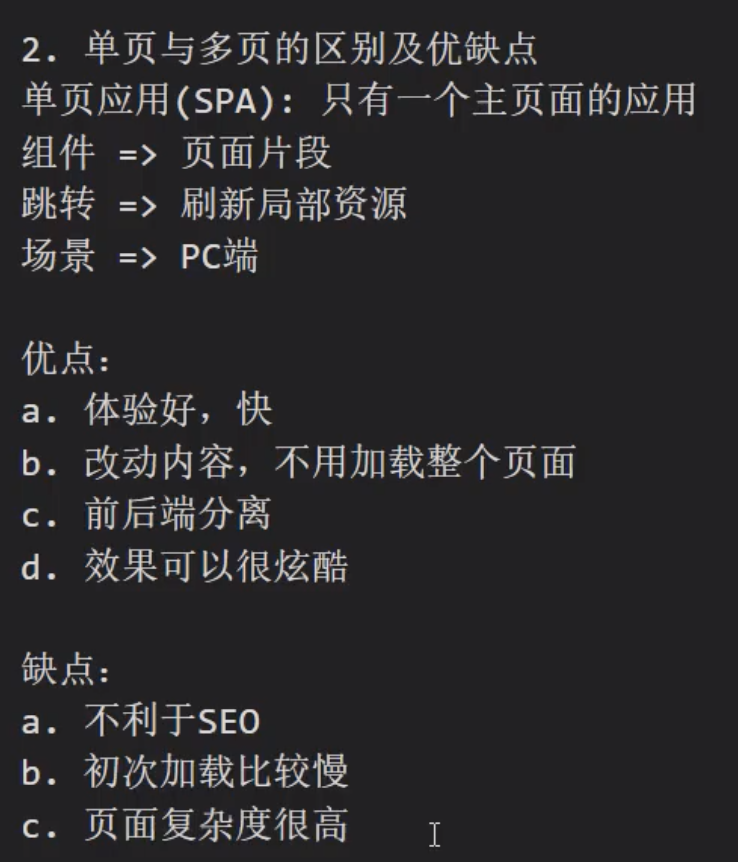 2. 单页与多页的区别及优缺点
单页应用(SPA): 只有一个主页面的应用
组件 => 页面片段
跳转 => 刷新局部资源
场景 => PC端
优点:
a. 体验好，快
b. 改动内容，不用加载整个页面
c. 前后端分离
d. 效果可以很炫酷
缺点:
a. 不利于SEO
b. 初次加载比较慢
c. 页面复杂度很高